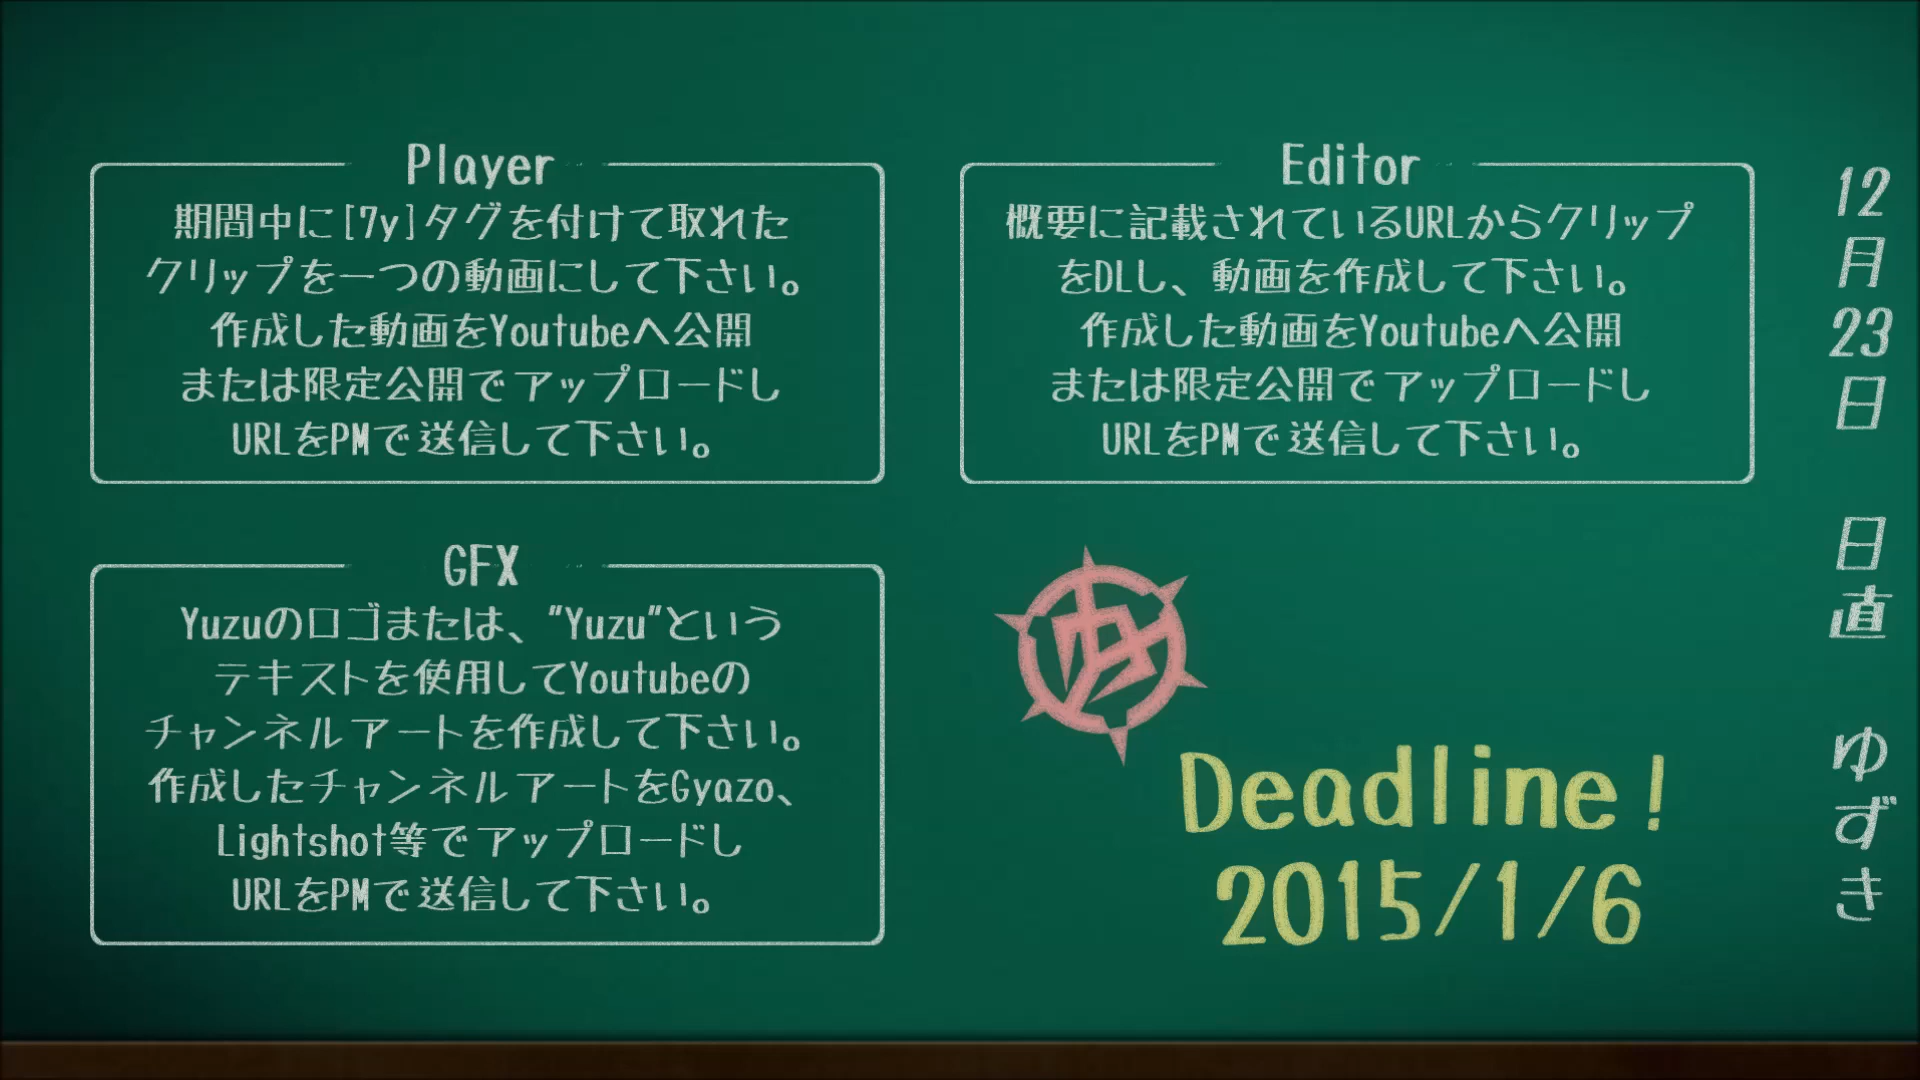 Player
期間中に[7y]タグを付けて取れた
クリップを一つの動画にして下さい。
作成した動画をYoutubeへ公開
または限定公開でアップロードし
URLをPMで送信して下さい。
Editor
概要に記載されているURLからクリップ
をDLし、動画を作成して下さい。
作成した動画をYoutubeへ公開
または限定公開でアップロードし
URLをPMで送信して下さい。
GFX
Yuzuのロゴまたは、"Yuzu"という
テキストを使用してYoutubeの
チャンネルアートを作成して下さい。
作成したチャンネルアートをGyazo、
Lightshot等でアップロードし
URLをPMで送信して下さい。
Deadline!
2015/1/6
12月23日 日直 ゆずき